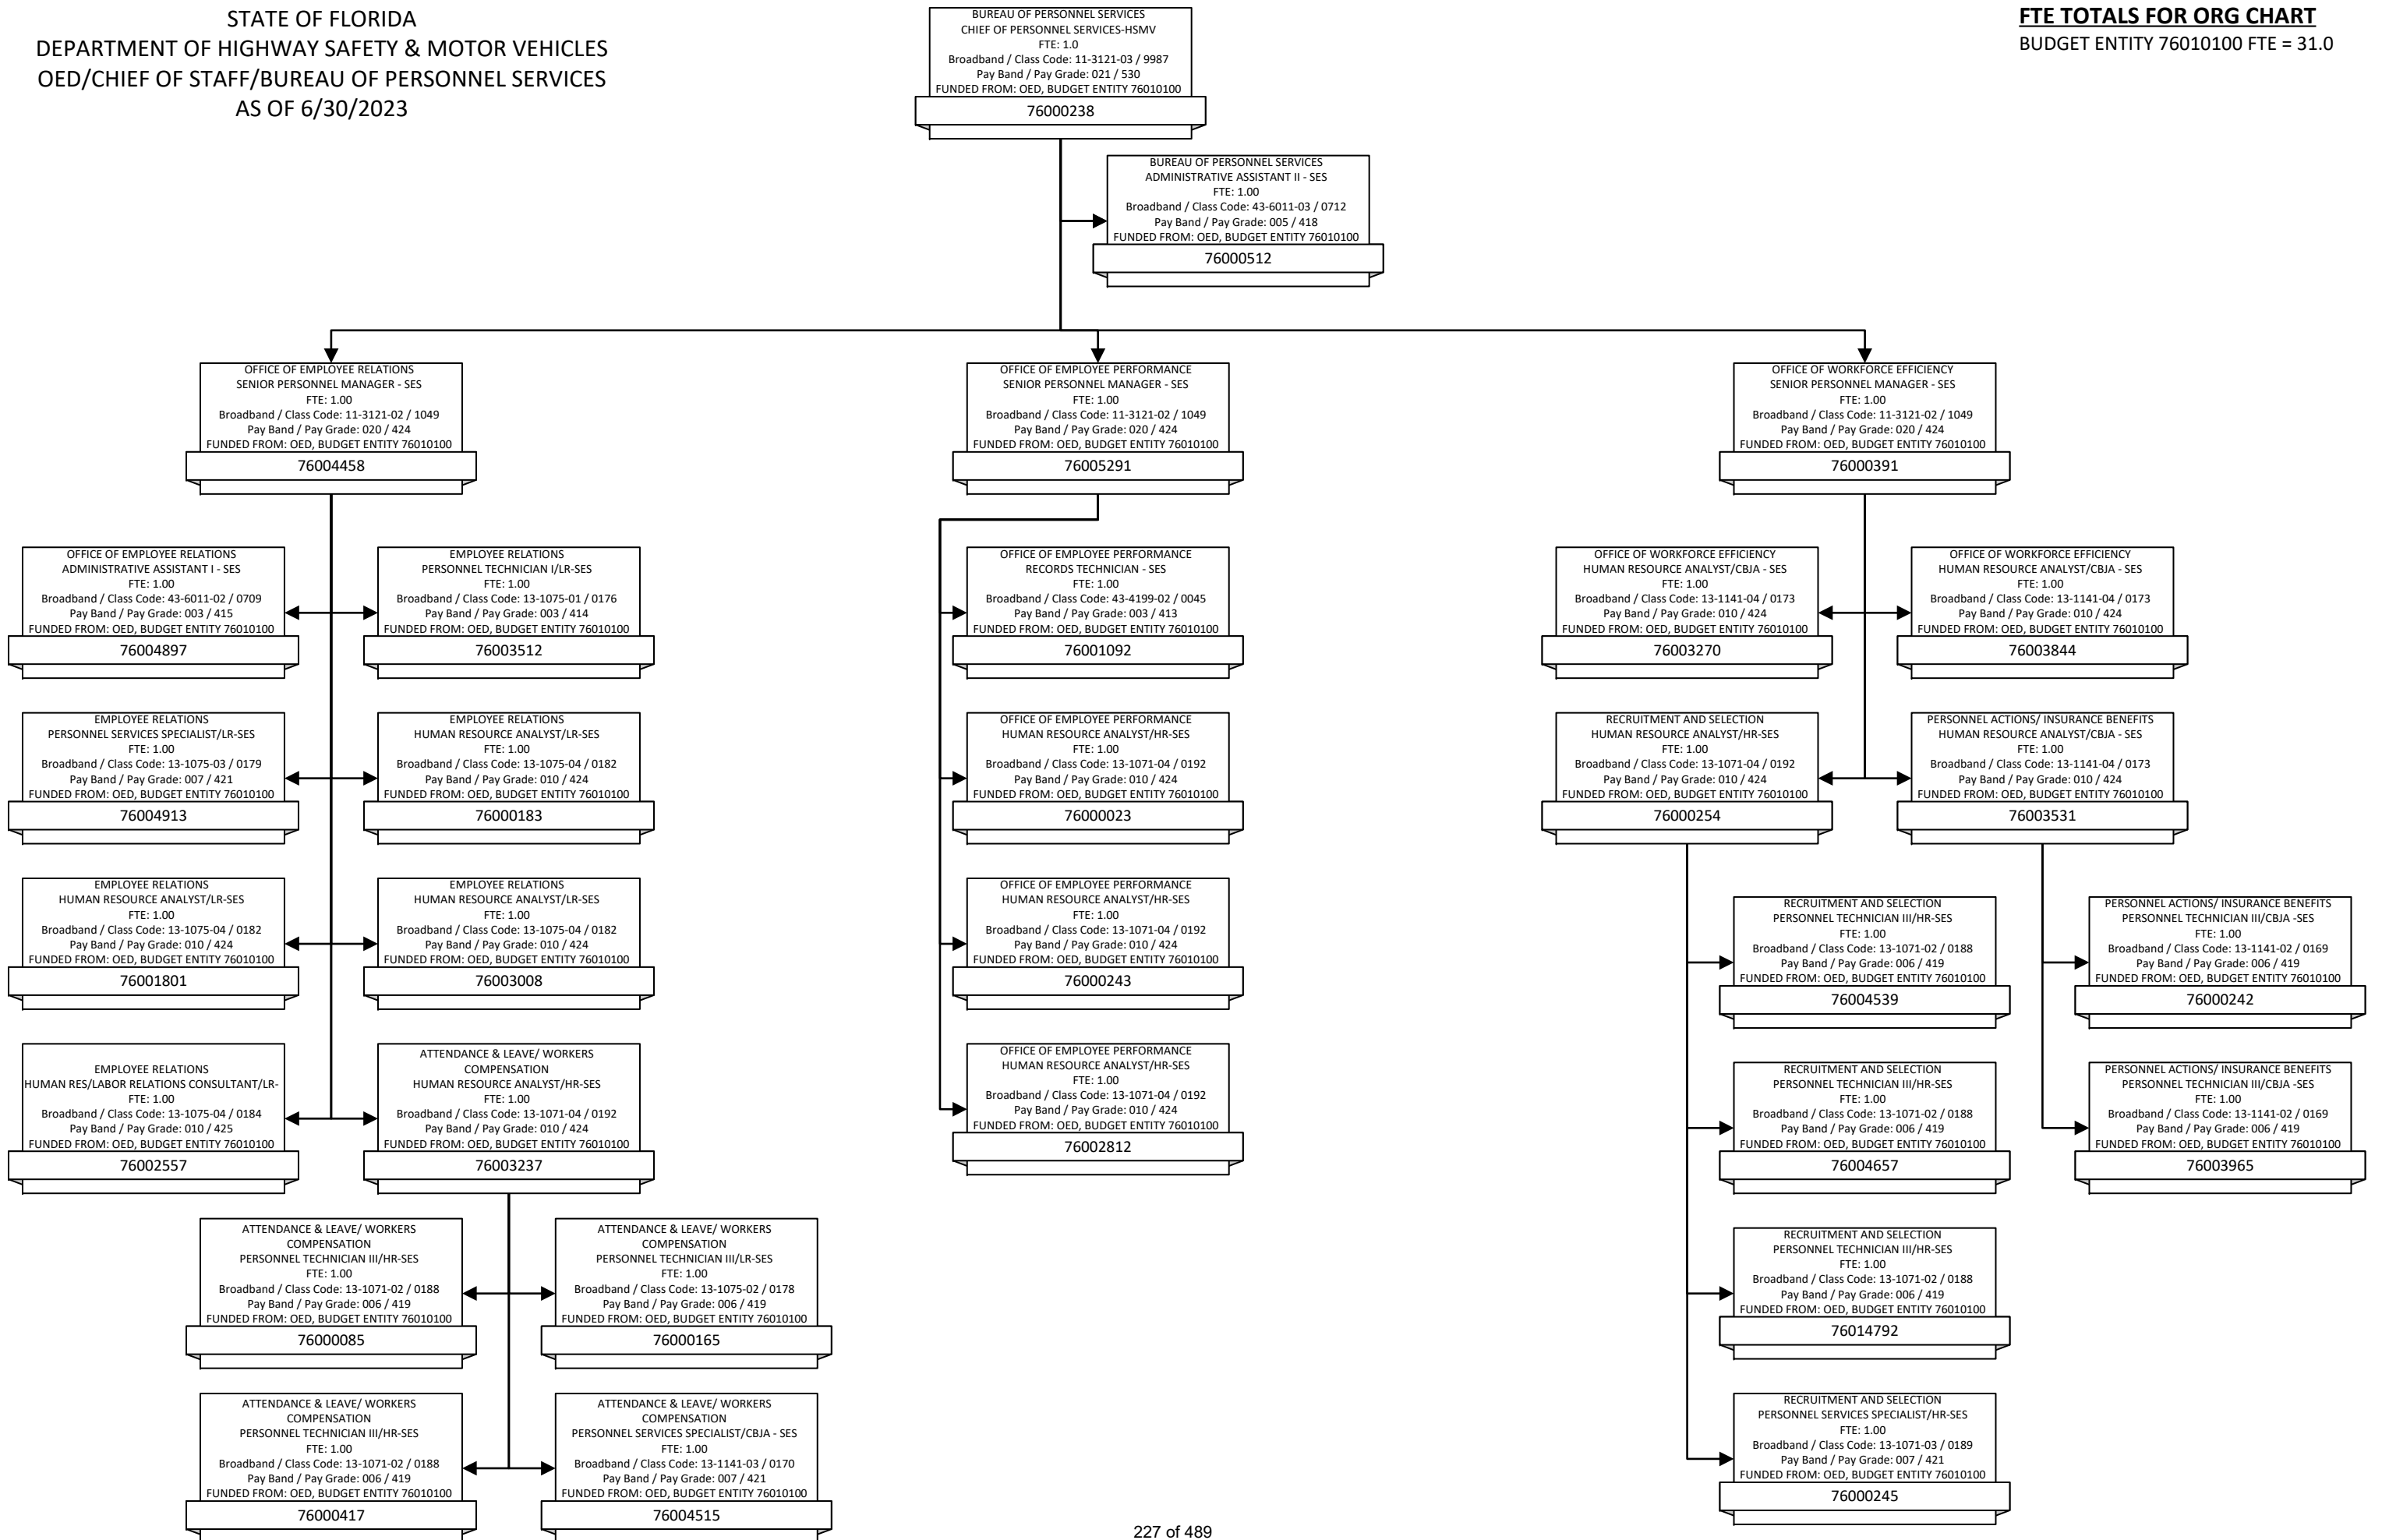 STATE OF FLORIDA
DEPARTMENT OF HIGHWAY SAFETY & MOTOR VEHICLES
OED/CHIEF OF STAFF/BUREAU OF PERSONNEL SERVICES
AS OF 6/30/2023
FTE TOTALS FOR ORG CHART
BUDGET ENTITY 76010100 FTE = 31.0
BUREAU OF PERSONNEL SERVICES
CHIEF OF PERSONNEL SERVICES-HSMV
FTE: 1.0
Broadband / Class Code: 11-3121-03 / 9987
Pay Band / Pay Grade: 021 / 530
FUNDED FROM: OED, BUDGET ENTITY 76010100
76000238
BUREAU OF PERSONNEL SERVICES
ADMINISTRATIVE ASSISTANT II - SES
FTE: 1.00
Broadband / Class Code: 43-6011-03 / 0712
Pay Band / Pay Grade: 005 / 418
FUNDED FROM: OED, BUDGET ENTITY 76010100
76000512
OFFICE OF EMPLOYEE RELATIONS
SENIOR PERSONNEL MANAGER - SES
FTE: 1.00
Broadband / Class Code: 11-3121-02 / 1049
Pay Band / Pay Grade: 020 / 424
FUNDED FROM: OED, BUDGET ENTITY 76010100
76004458
OFFICE OF EMPLOYEE PERFORMANCE
SENIOR PERSONNEL MANAGER - SES
FTE: 1.00
Broadband / Class Code: 11-3121-02 / 1049
Pay Band / Pay Grade: 020 / 424
FUNDED FROM: OED, BUDGET ENTITY 76010100
76005291
OFFICE OF WORKFORCE EFFICIENCY
SENIOR PERSONNEL MANAGER - SES
FTE: 1.00
Broadband / Class Code: 11-3121-02 / 1049
Pay Band / Pay Grade: 020 / 424
FUNDED FROM: OED, BUDGET ENTITY 76010100
76000391
OFFICE OF EMPLOYEE RELATIONS
ADMINISTRATIVE ASSISTANT I - SES
FTE: 1.00
Broadband / Class Code: 43-6011-02 / 0709
Pay Band / Pay Grade: 003 / 415
FUNDED FROM: OED, BUDGET ENTITY 76010100
76004897
EMPLOYEE RELATIONS
PERSONNEL TECHNICIAN I/LR-SES
FTE: 1.00
Broadband / Class Code: 13-1075-01 / 0176
Pay Band / Pay Grade: 003 / 414
FUNDED FROM: OED, BUDGET ENTITY 76010100
76003512
OFFICE OF EMPLOYEE PERFORMANCE
RECORDS TECHNICIAN - SES
FTE: 1.00
Broadband / Class Code: 43-4199-02 / 0045
Pay Band / Pay Grade: 003 / 413
FUNDED FROM: OED, BUDGET ENTITY 76010100
76001092
OFFICE OF WORKFORCE EFFICIENCY
HUMAN RESOURCE ANALYST/CBJA - SES
FTE: 1.00
Broadband / Class Code: 13-1141-04 / 0173
Pay Band / Pay Grade: 010 / 424
FUNDED FROM: OED, BUDGET ENTITY 76010100
76003270
OFFICE OF WORKFORCE EFFICIENCY
HUMAN RESOURCE ANALYST/CBJA - SES
FTE: 1.00
Broadband / Class Code: 13-1141-04 / 0173
Pay Band / Pay Grade: 010 / 424
FUNDED FROM: OED, BUDGET ENTITY 76010100
76003844
EMPLOYEE RELATIONS
PERSONNEL SERVICES SPECIALIST/LR-SES
FTE: 1.00
Broadband / Class Code: 13-1075-03 / 0179
Pay Band / Pay Grade: 007 / 421
FUNDED FROM: OED, BUDGET ENTITY 76010100
76004913
EMPLOYEE RELATIONS
HUMAN RESOURCE ANALYST/LR-SES
FTE: 1.00
Broadband / Class Code: 13-1075-04 / 0182
Pay Band / Pay Grade: 010 / 424
FUNDED FROM: OED, BUDGET ENTITY 76010100
76000183
OFFICE OF EMPLOYEE PERFORMANCE
HUMAN RESOURCE ANALYST/HR-SES
FTE: 1.00
Broadband / Class Code: 13-1071-04 / 0192
Pay Band / Pay Grade: 010 / 424
FUNDED FROM: OED, BUDGET ENTITY 76010100
76000023
RECRUITMENT AND SELECTION
HUMAN RESOURCE ANALYST/HR-SES
FTE: 1.00
Broadband / Class Code: 13-1071-04 / 0192
Pay Band / Pay Grade: 010 / 424
FUNDED FROM: OED, BUDGET ENTITY 76010100
76000254
PERSONNEL ACTIONS/ INSURANCE BENEFITS
HUMAN RESOURCE ANALYST/CBJA - SES
FTE: 1.00
Broadband / Class Code: 13-1141-04 / 0173
Pay Band / Pay Grade: 010 / 424
FUNDED FROM: OED, BUDGET ENTITY 76010100
76003531
EMPLOYEE RELATIONS
HUMAN RESOURCE ANALYST/LR-SES
FTE: 1.00
Broadband / Class Code: 13-1075-04 / 0182
Pay Band / Pay Grade: 010 / 424
FUNDED FROM: OED, BUDGET ENTITY 76010100
76001801
EMPLOYEE RELATIONS
HUMAN RESOURCE ANALYST/LR-SES
FTE: 1.00
Broadband / Class Code: 13-1075-04 / 0182
Pay Band / Pay Grade: 010 / 424
FUNDED FROM: OED, BUDGET ENTITY 76010100
76003008
OFFICE OF EMPLOYEE PERFORMANCE
HUMAN RESOURCE ANALYST/HR-SES
FTE: 1.00
Broadband / Class Code: 13-1071-04 / 0192
Pay Band / Pay Grade: 010 / 424
FUNDED FROM: OED, BUDGET ENTITY 76010100
76000243
RECRUITMENT AND SELECTION
PERSONNEL TECHNICIAN III/HR-SES
FTE: 1.00
Broadband / Class Code: 13-1071-02 / 0188
Pay Band / Pay Grade: 006 / 419
FUNDED FROM: OED, BUDGET ENTITY 76010100
76004539
PERSONNEL ACTIONS/ INSURANCE BENEFITS
PERSONNEL TECHNICIAN III/CBJA -SES
FTE: 1.00
Broadband / Class Code: 13-1141-02 / 0169
Pay Band / Pay Grade: 006 / 419
FUNDED FROM: OED, BUDGET ENTITY 76010100
76000242
EMPLOYEE RELATIONS
HUMAN RES/LABOR RELATIONS CONSULTANT/LR-
FTE: 1.00
Broadband / Class Code: 13-1075-04 / 0184
Pay Band / Pay Grade: 010 / 425
FUNDED FROM: OED, BUDGET ENTITY 76010100
76002557
ATTENDANCE & LEAVE/ WORKERS
COMPENSATION
HUMAN RESOURCE ANALYST/HR-SES
FTE: 1.00
Broadband / Class Code: 13-1071-04 / 0192
Pay Band / Pay Grade: 010 / 424
FUNDED FROM: OED, BUDGET ENTITY 76010100
76003237
OFFICE OF EMPLOYEE PERFORMANCE
HUMAN RESOURCE ANALYST/HR-SES
FTE: 1.00
Broadband / Class Code: 13-1071-04 / 0192
Pay Band / Pay Grade: 010 / 424
FUNDED FROM: OED, BUDGET ENTITY 76010100
76002812
RECRUITMENT AND SELECTION
PERSONNEL TECHNICIAN III/HR-SES
FTE: 1.00
Broadband / Class Code: 13-1071-02 / 0188
Pay Band / Pay Grade: 006 / 419
FUNDED FROM: OED, BUDGET ENTITY 76010100
76004657
PERSONNEL ACTIONS/ INSURANCE BENEFITS
PERSONNEL TECHNICIAN III/CBJA -SES
FTE: 1.00
Broadband / Class Code: 13-1141-02 / 0169
Pay Band / Pay Grade: 006 / 419
FUNDED FROM: OED, BUDGET ENTITY 76010100
76003965
ATTENDANCE & LEAVE/ WORKERS
COMPENSATION
PERSONNEL TECHNICIAN III/HR-SES
FTE: 1.00
Broadband / Class Code: 13-1071-02 / 0188
Pay Band / Pay Grade: 006 / 419
FUNDED FROM: OED, BUDGET ENTITY 76010100
76000085
ATTENDANCE & LEAVE/ WORKERS
COMPENSATION
PERSONNEL TECHNICIAN III/LR-SES
FTE: 1.00
Broadband / Class Code: 13-1075-02 / 0178
Pay Band / Pay Grade: 006 / 419
FUNDED FROM: OED, BUDGET ENTITY 76010100
76000165
RECRUITMENT AND SELECTION
PERSONNEL TECHNICIAN III/HR-SES
FTE: 1.00
Broadband / Class Code: 13-1071-02 / 0188
Pay Band / Pay Grade: 006 / 419
FUNDED FROM: OED, BUDGET ENTITY 76010100
76014792
ATTENDANCE & LEAVE/ WORKERS
COMPENSATION
PERSONNEL TECHNICIAN III/HR-SES
FTE: 1.00
Broadband / Class Code: 13-1071-02 / 0188
Pay Band / Pay Grade: 006 / 419
FUNDED FROM: OED, BUDGET ENTITY 76010100
76000417
ATTENDANCE & LEAVE/ WORKERS
COMPENSATION
PERSONNEL SERVICES SPECIALIST/CBJA - SES
FTE: 1.00
Broadband / Class Code: 13-1141-03 / 0170
Pay Band / Pay Grade: 007 / 421
FUNDED FROM: OED, BUDGET ENTITY 76010100
76004515
RECRUITMENT AND SELECTION
PERSONNEL SERVICES SPECIALIST/HR-SES
FTE: 1.00
Broadband / Class Code: 13-1071-03 / 0189
Pay Band / Pay Grade: 007 / 421
FUNDED FROM: OED, BUDGET ENTITY 76010100
76000245
227 of 489